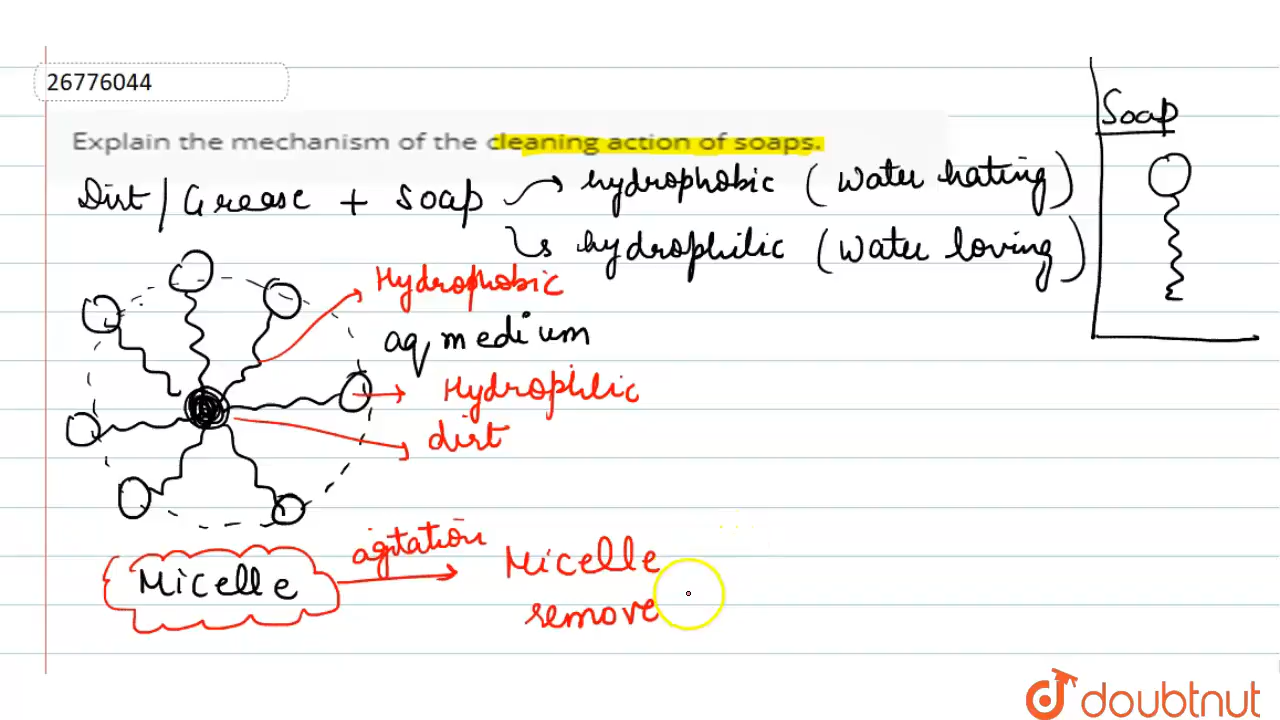 26776044
Explain the mechanism of the cleaning action of soaps.
Dirt / Grease + Soap → hydrophobic (Water hating)
↳ hydrophilic (Water loving)
Soap
Hydrophobic
aq medium
Hydrophilic
dirt
Micelle agitation → Micelle
remove
doubtnut